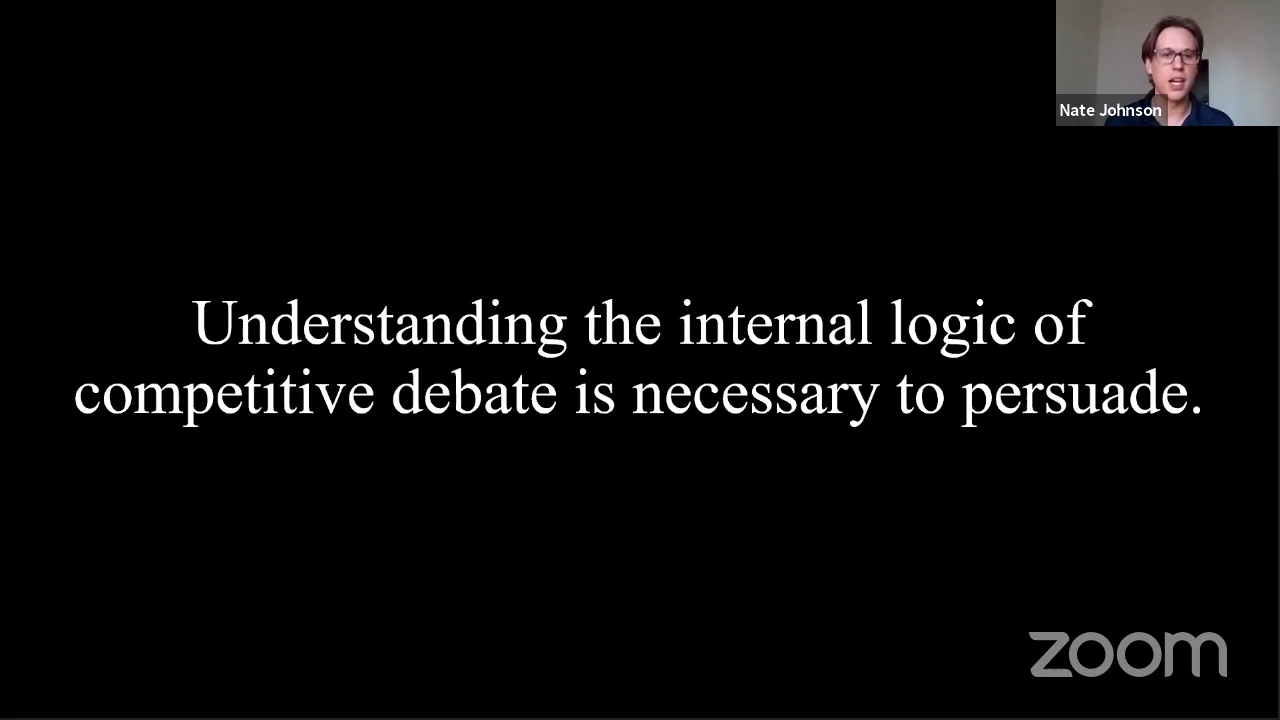 Nate Johnson
Understanding the internal logic of
competitive debate is necessary to persuade.
zoom